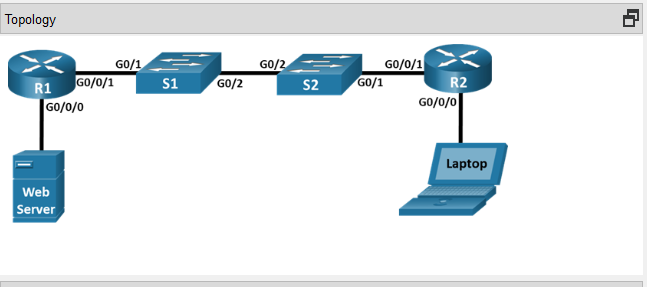 Topology
G0/1
G0/2
G0/0/1
R1
G0/0/1
S1
G0/2
S2
G0/1
R2
G0/0/0
G0/0/0
Laptop
Web
Server